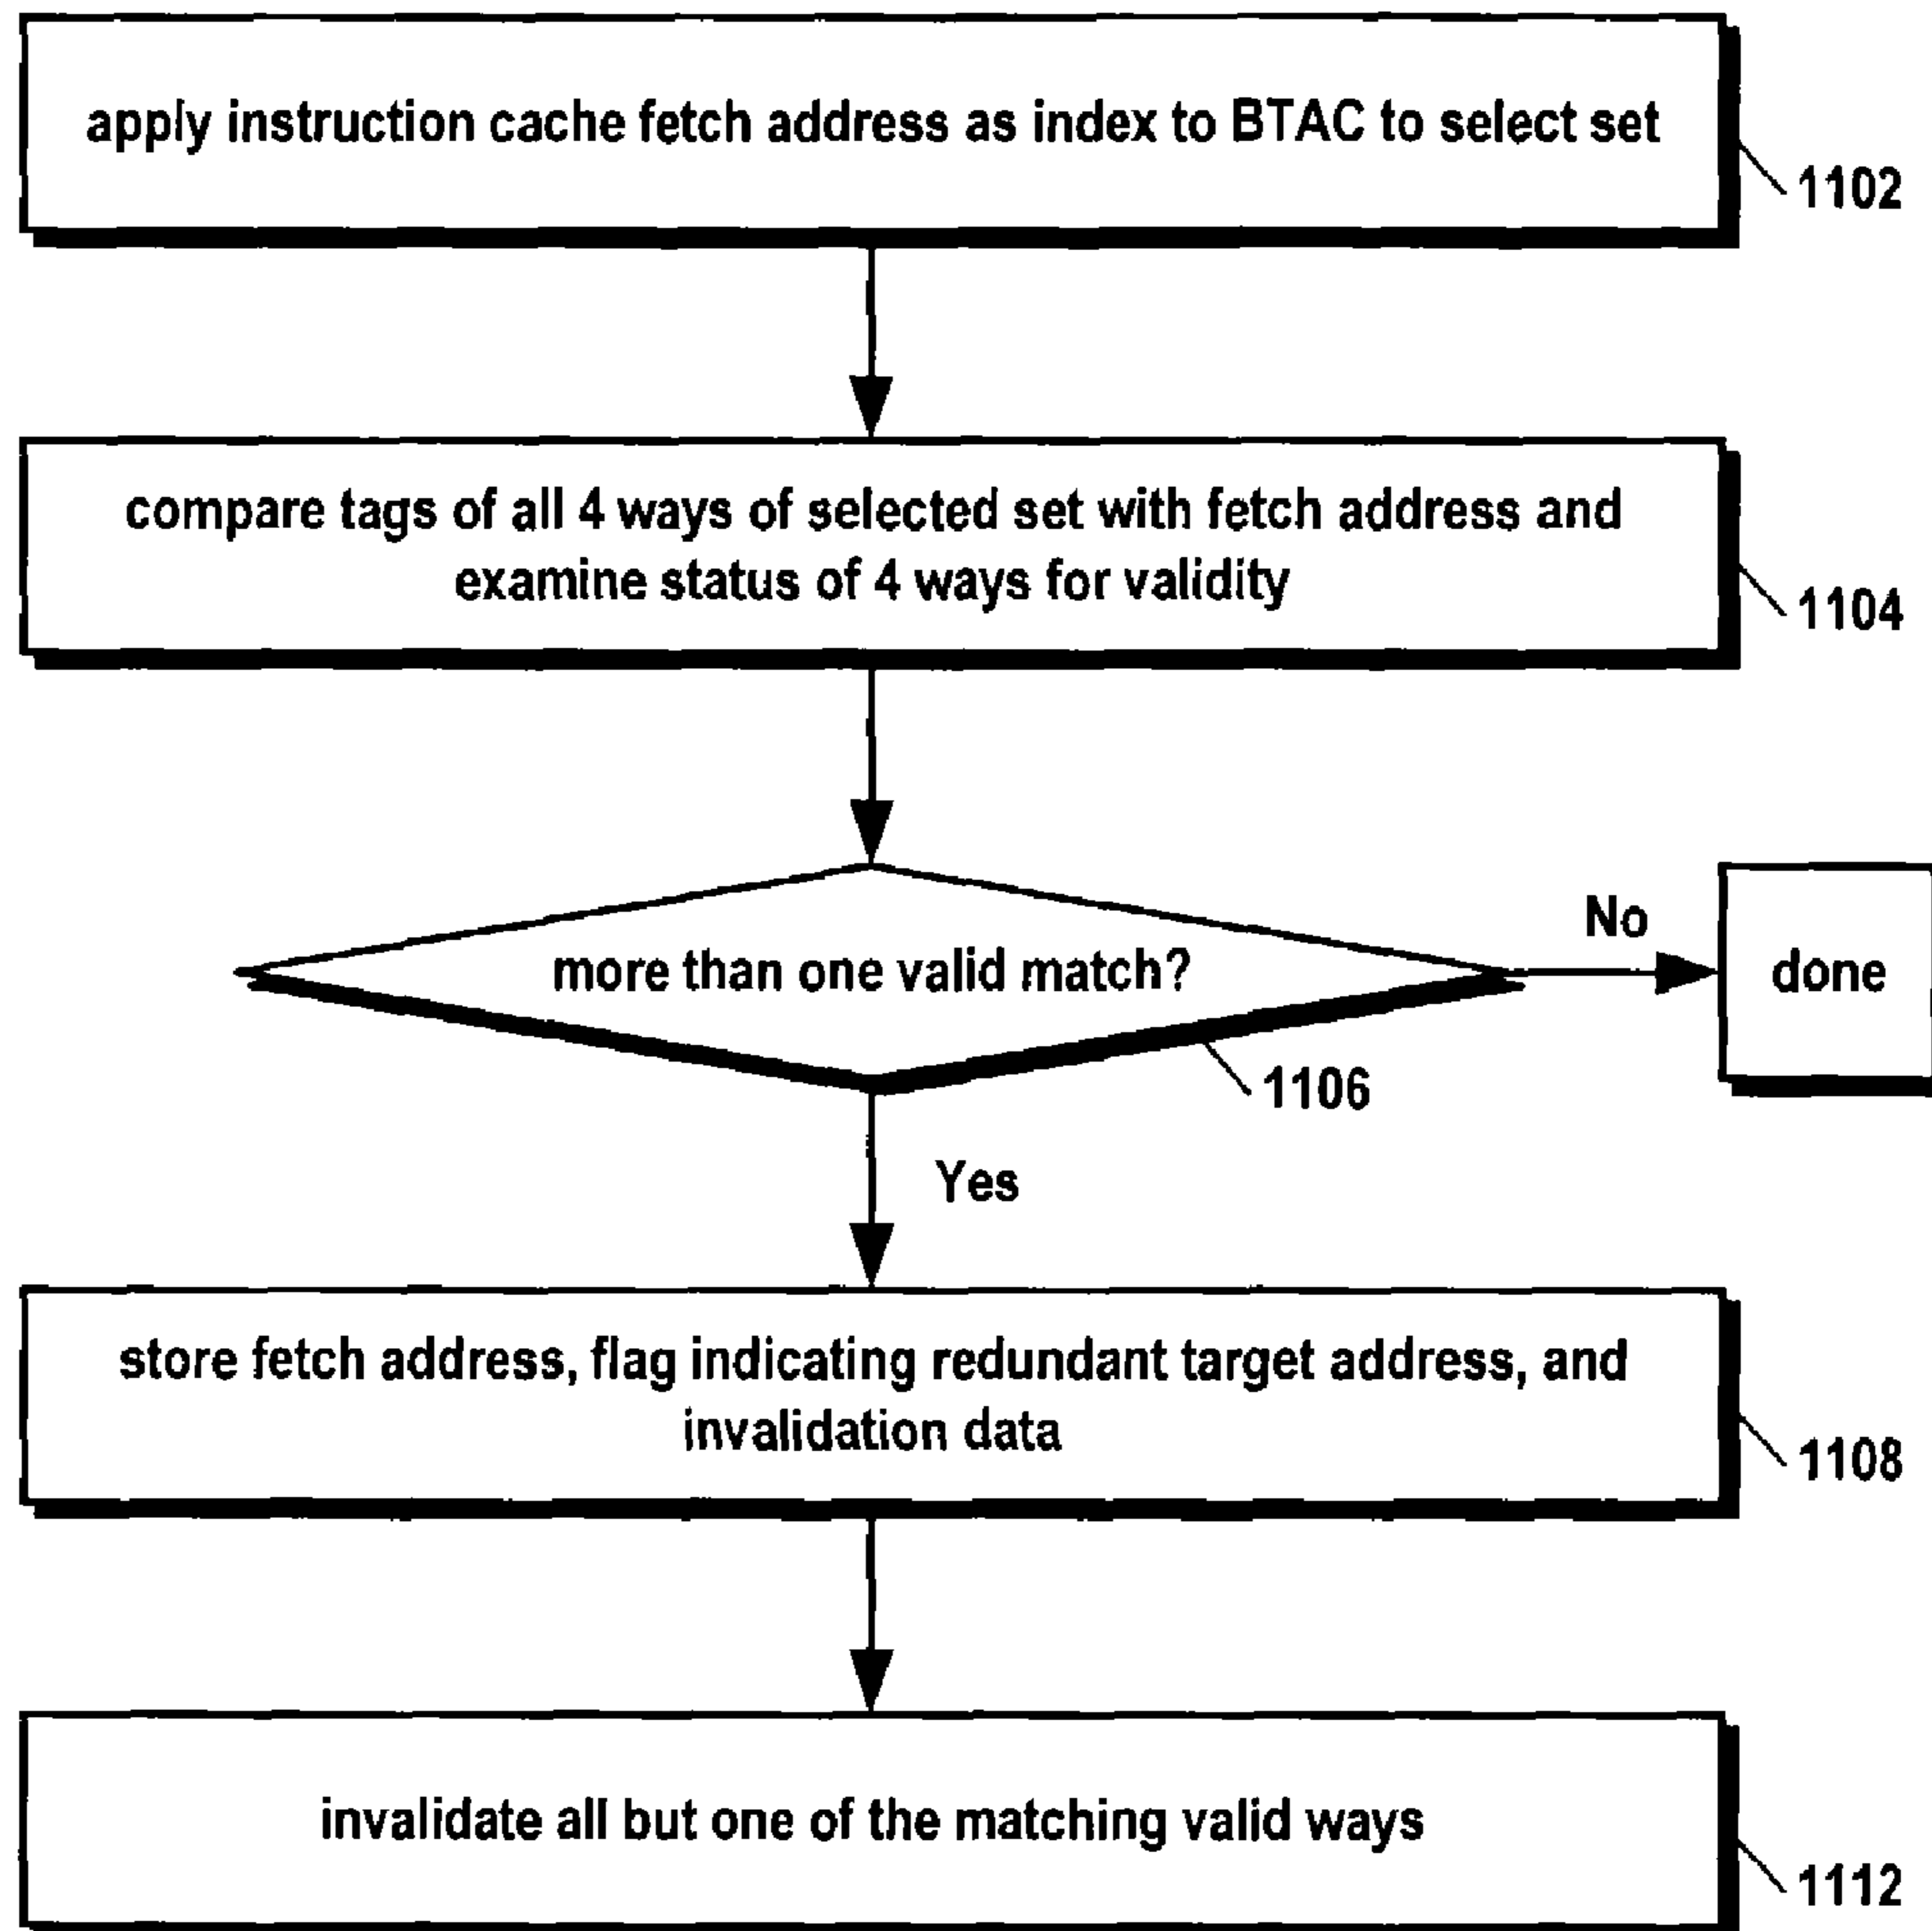 apply instruction cache fetch address as index to BTAC to select set
1102
compare tags of all 4 ways of selected set with fetch address and
examine status of 4 ways for validity
1104
more than one valid match?
No
done
1106
Yes
store fetch address, flag indicating redundant target address, and
invalidation data
1108
invalidate all but one of the matching valid ways
1112